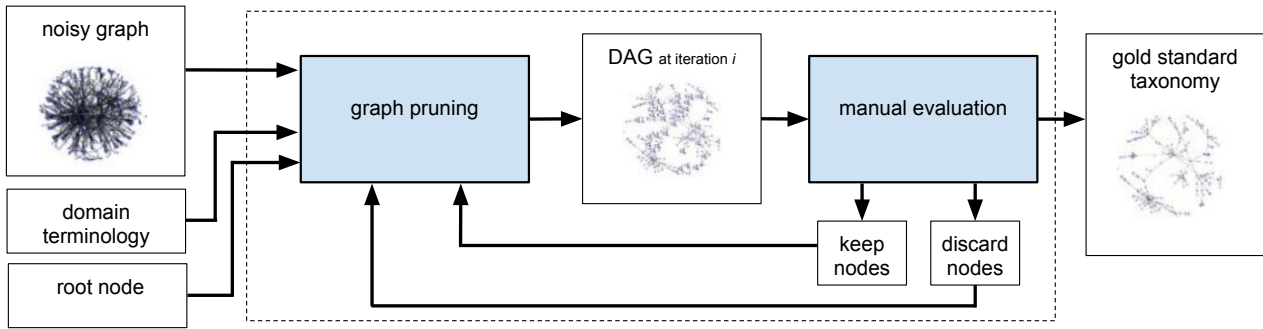 noisy graph
domain
terminology
root node
graph pruning
DAG at iteration i
manual evaluation
keep
nodes
discard
nodes
gold standard
taxonomy